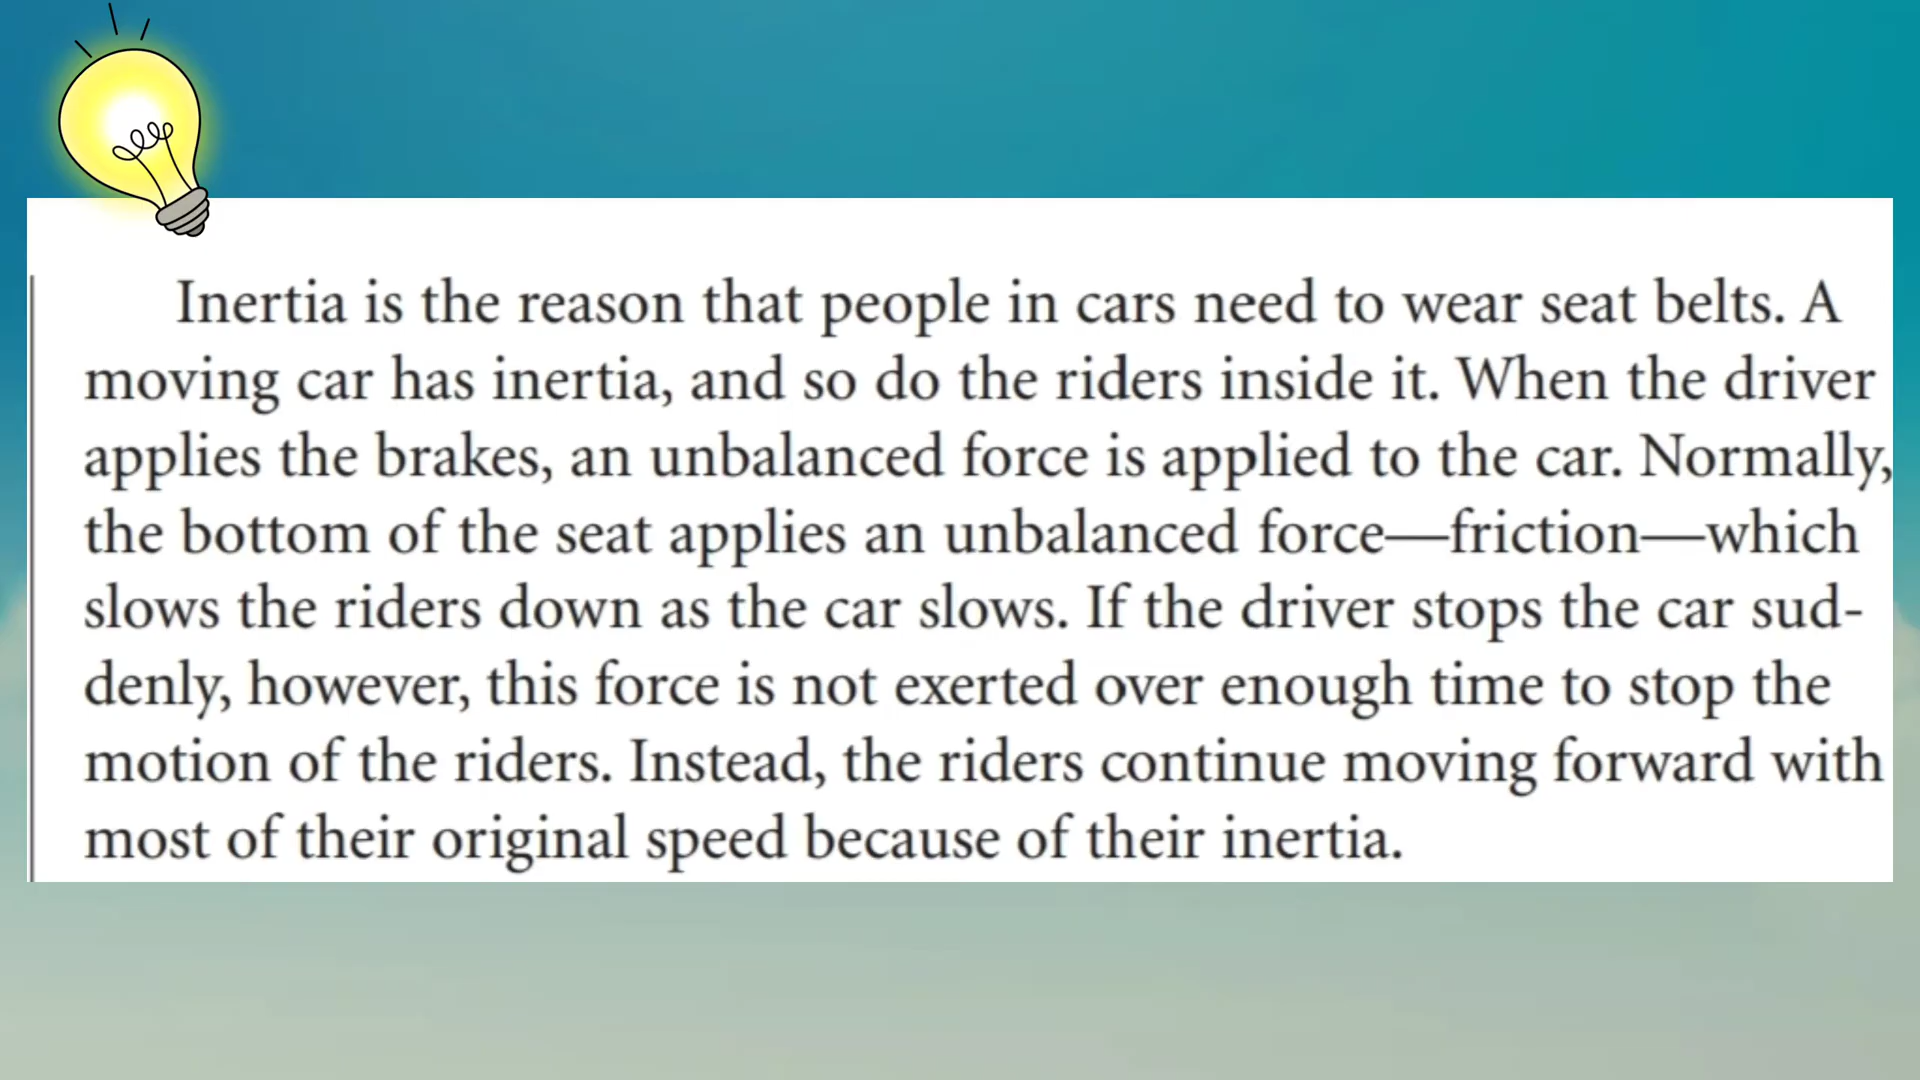 Inertia is the reason that people in cars need to wear seat belts. A
moving car has inertia, and so do the riders inside it. When the driver
applies the brakes, an unbalanced force is applied to the car. Normally,
the bottom of the seat applies an unbalanced force—friction—which
slows the riders down as the car slows. If the driver stops the car sud-
denly, however, this force is not exerted over enough time to stop the
motion of the riders. Instead, the riders continue moving forward with
most of their original speed because of their inertia.